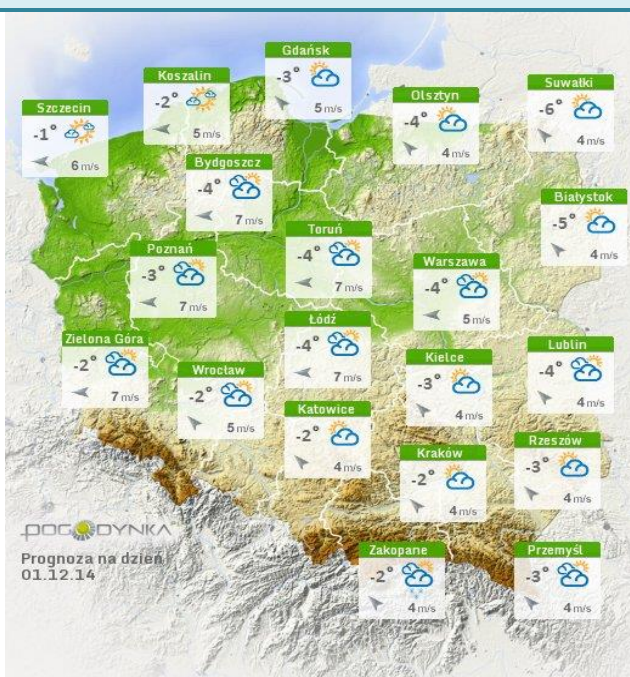 Gdańsk
-3°
5 m/s
Koszalin
-2°
5 m/s
Suwałki
-6°
4 m/s
Olsztyn
-4°
4 m/s
Szczecin
-1°
6 m/s
Bydgoszcz
-4°
7 m/s
Białystok
-5°
4 m/s
Toruń
-4°
7 m/s
Poznań
-3°
7 m/s
Warszawa
-4°
5 m/s
Łódź
-4°
7 m/s
Zielona Góra
-2°
7 m/s
Lublin
-4°
4 m/s
Kielce
-3°
4 m/s
Wrocław
-2°
5 m/s
Katowice
-2°
4 m/s
Rzeszów
-3°
4 m/s
Kraków
-2°
4 m/s
POGODYNKA
Prognoza na dzień
01.12.14
Zakopane
-2°
4 m/s
Przemyśl
-3°
4 m/s